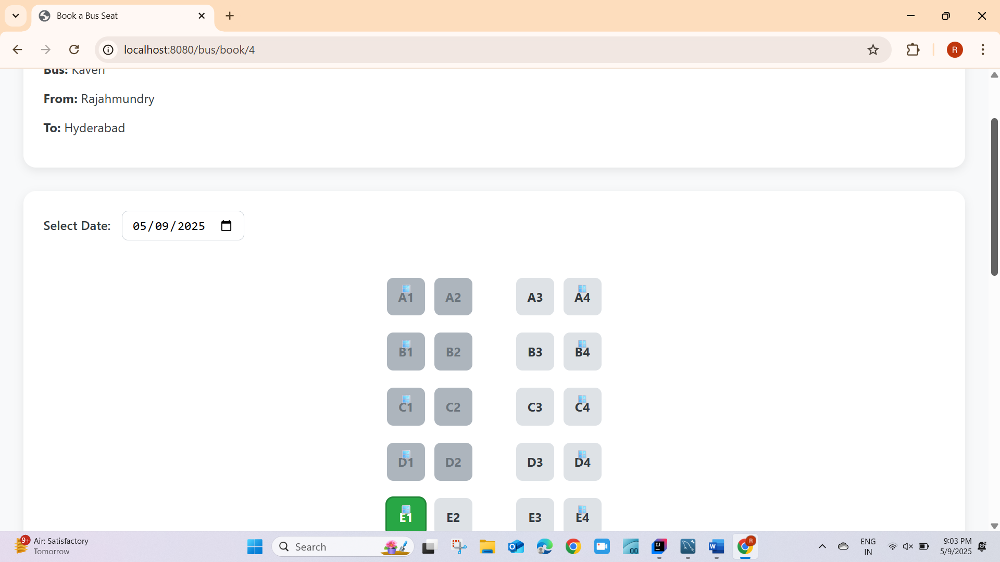 Book a Bus Seat
localhost:8080/bus/book/4
R
Bus: Kaveri
From: Rajahmundry
To: Hyderabad
Select Date: 05/09/2025
A1 A2 A3 A4
B1 B2 B3 B4
C1 C2 C3 C4
D1 D2 D3 D4
E1 E2 E3 E4
9+ Air: Satisfactory
Tomorrow
Search
ENG
IN
9:03 PM
5/9/2025